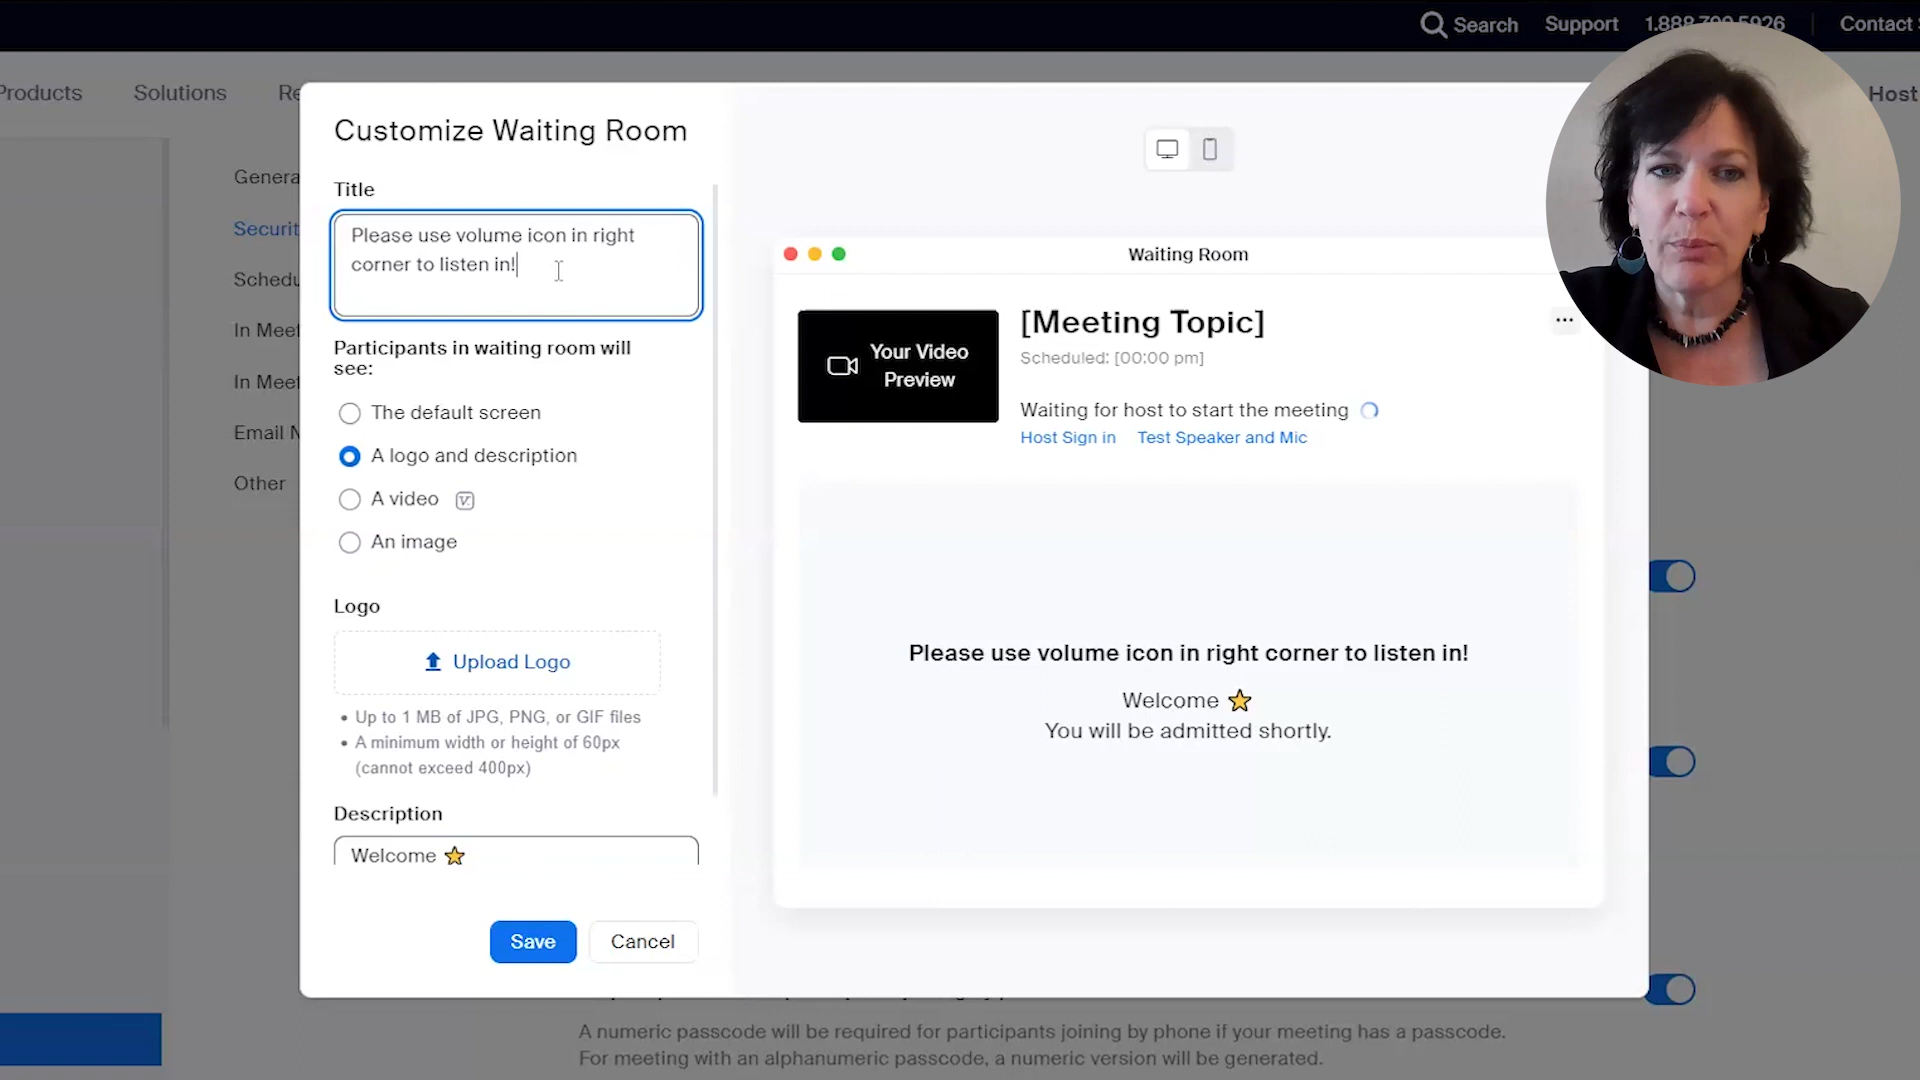 Search
Support
Contact
Products
Solutions
Host
Customize Waiting Room
Title
Please use volume icon in right
corner to listen in!
Participants in waiting room will
see:
The default screen
A logo and description
A video
An image
Logo
Upload Logo
• Up to 1 MB of JPG, PNG, or GIF files
• A minimum width or height of 60px
(cannot exceed 400px)
Description
Welcome ⭐
Save
Cancel
Other
Waiting Room
Your Video
Preview
[Meeting Topic]
Scheduled: [00:00 pm]
Waiting for host to start the meeting
Host Sign in
Test Speaker and Mic
Please use volume icon in right corner to listen in!
Welcome ⭐
You will be admitted shortly.
A numeric passcode will be required for participants joining by phone if your meeting has a passcode.
For meeting with an alphanumeric passcode, a numeric version will be generated.